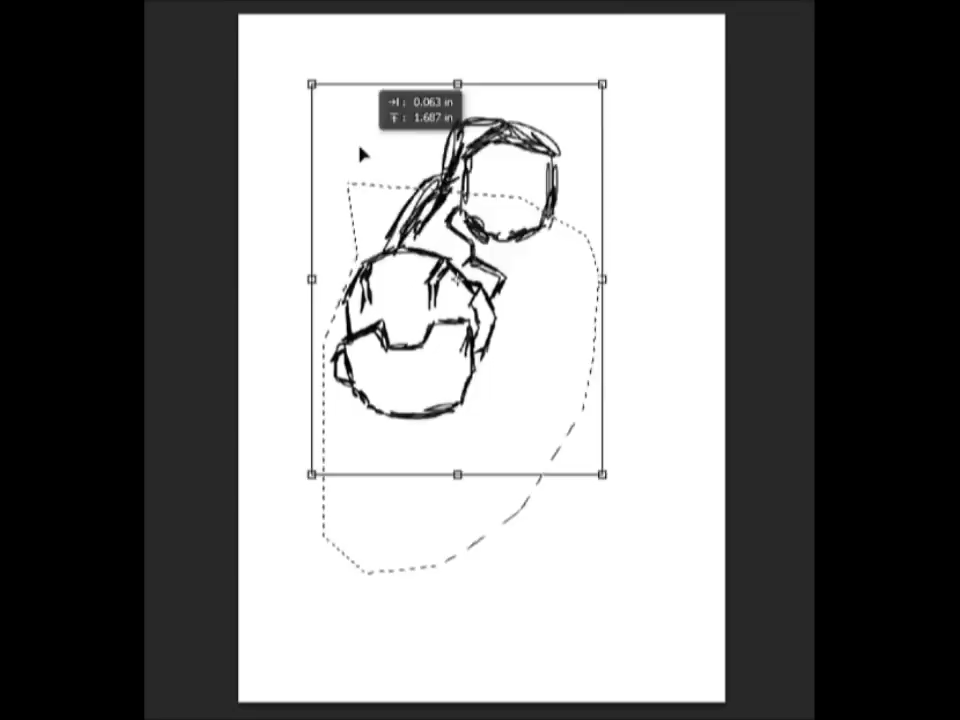 →I : 0.063 in
↧ : 1.687 in